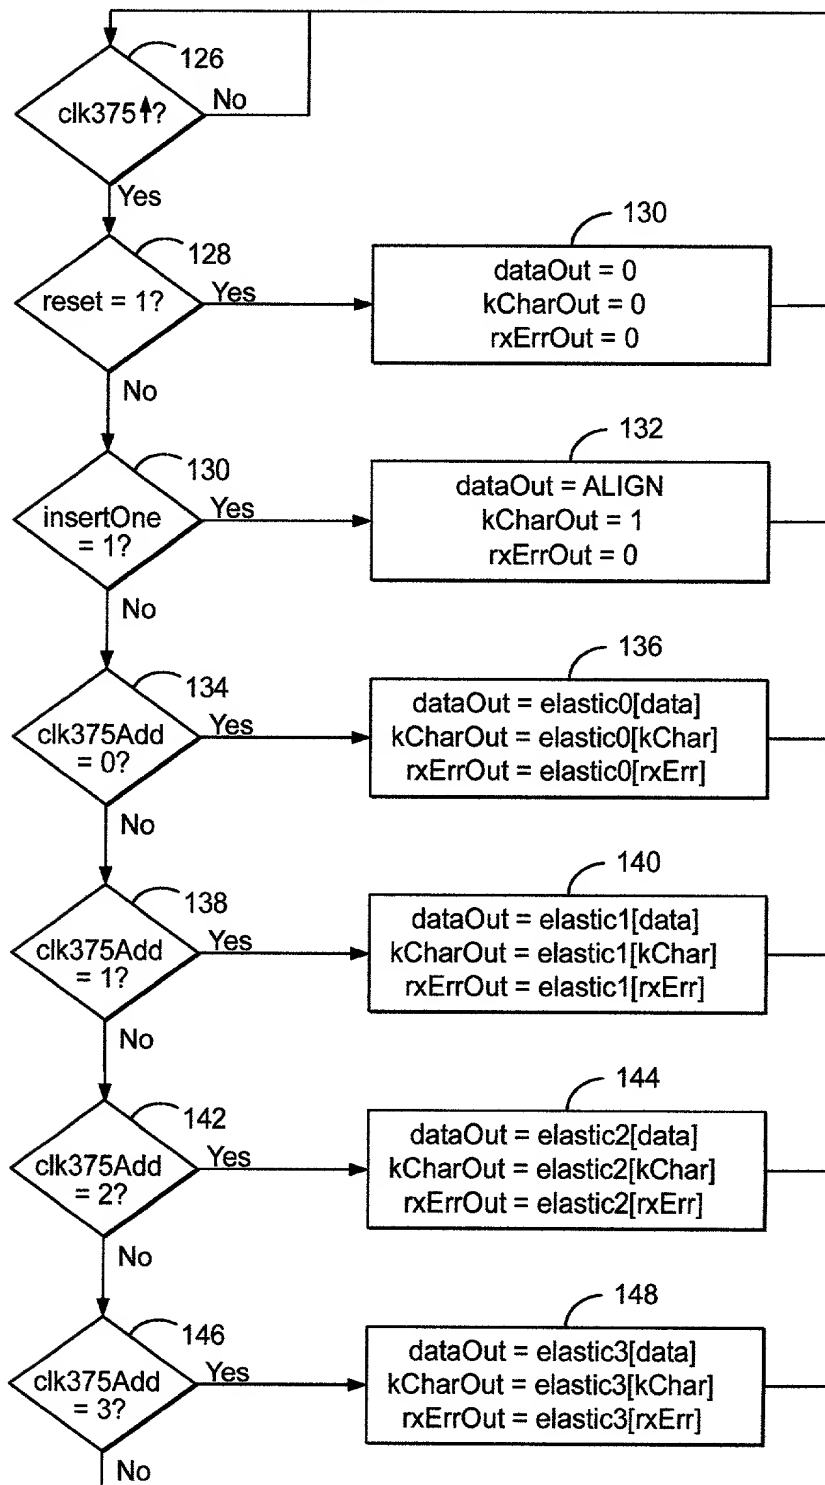 126
clk375↑?
No
Yes
128
reset = 1?
Yes
130
dataOut = 0
kCharOut = 0
rxErrOut = 0
No
130
insertOne
= 1?
Yes
132
dataOut = ALIGN
kCharOut = 1
rxErrOut = 0
No
134
clk375Add
= 0?
Yes
136
dataOut = elastic0[data]
kCharOut = elastic0[kChar]
rxErrOut = elastic0[rxErr]
No
138
clk375Add
= 1?
Yes
140
dataOut = elastic1[data]
kCharOut = elastic1[kChar]
rxErrOut = elastic1[rxErr]
No
142
clk375Add
= 2?
Yes
144
dataOut = elastic2[data]
kCharOut = elastic2[kChar]
rxErrOut = elastic2[rxErr]
No
146
clk375Add
= 3?
Yes
148
dataOut = elastic3[data]
kCharOut = elastic3[kChar]
rxErrOut = elastic3[rxErr]
No